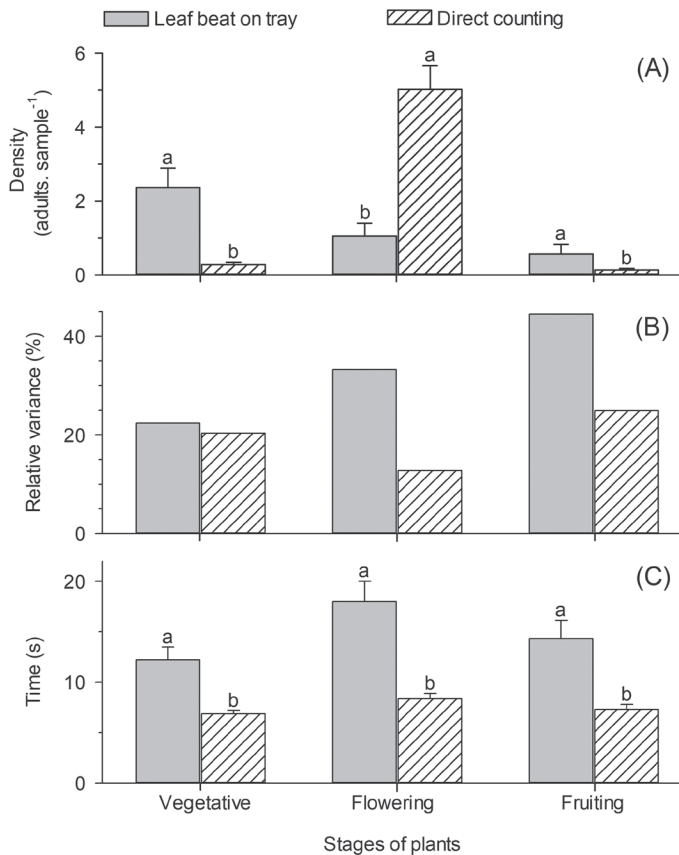 Leaf beat on tray
Direct counting
(A)
Density
(adults. sample⁻¹)
6
4
2
0
a
b
b
a
a
b
(B)
Relative variance (%)
40
20
0
(C)
Time (s)
20
10
0
a
b
a
b
a
b
Vegetative
Flowering
Fruiting
Stages of plants